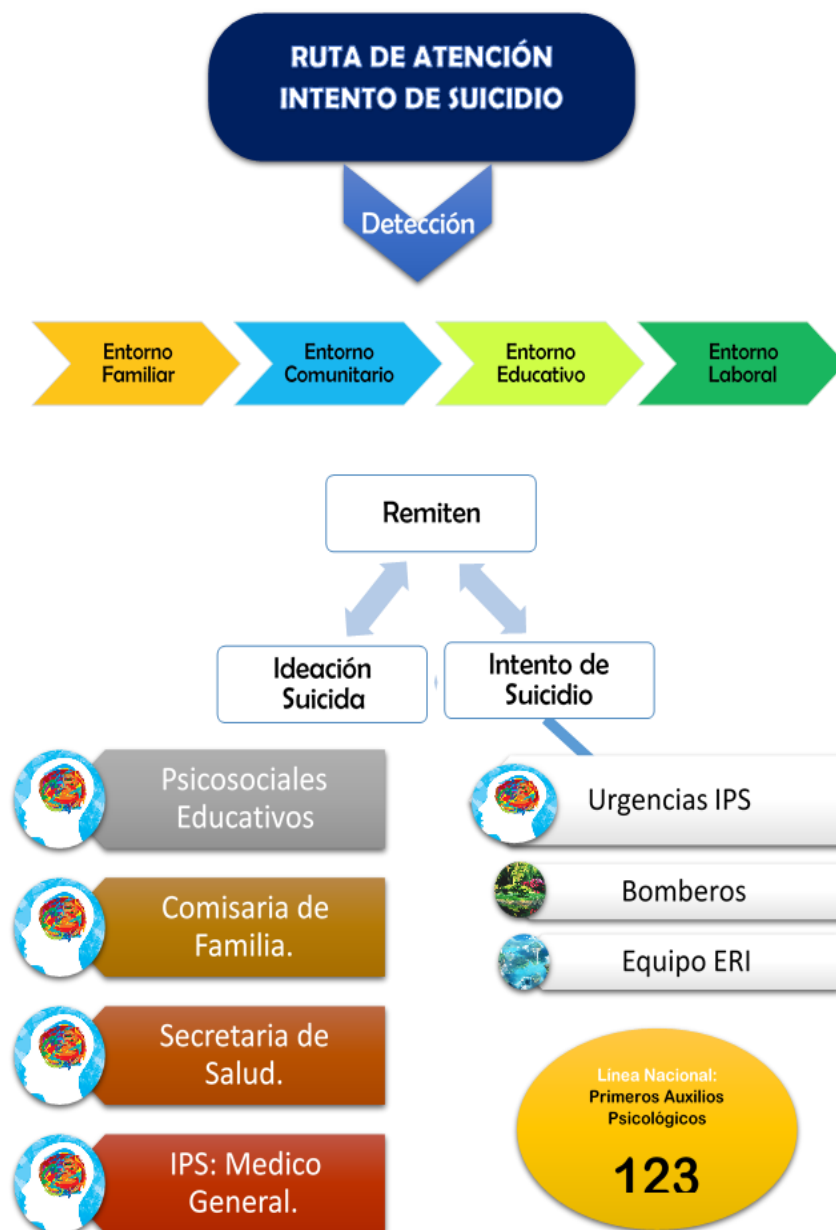 RUTA DE ATENCIÓN
INTENTO DE SUICIDIO
Detección
Entorno
Familiar
Entorno
Comunitario
Entorno
Educativo
Entorno
Laboral
Remiten
Ideación
Suicida
Intento de
Suicidio
Psicosociales
Educativos
Comisaria de
Familia.
Secretaria de
Salud.
IPS: Medico
General.
Urgencias IPS
Bomberos
Equipo ERI
Línea Nacional:
Primeros Auxilios
Psicológicos
123